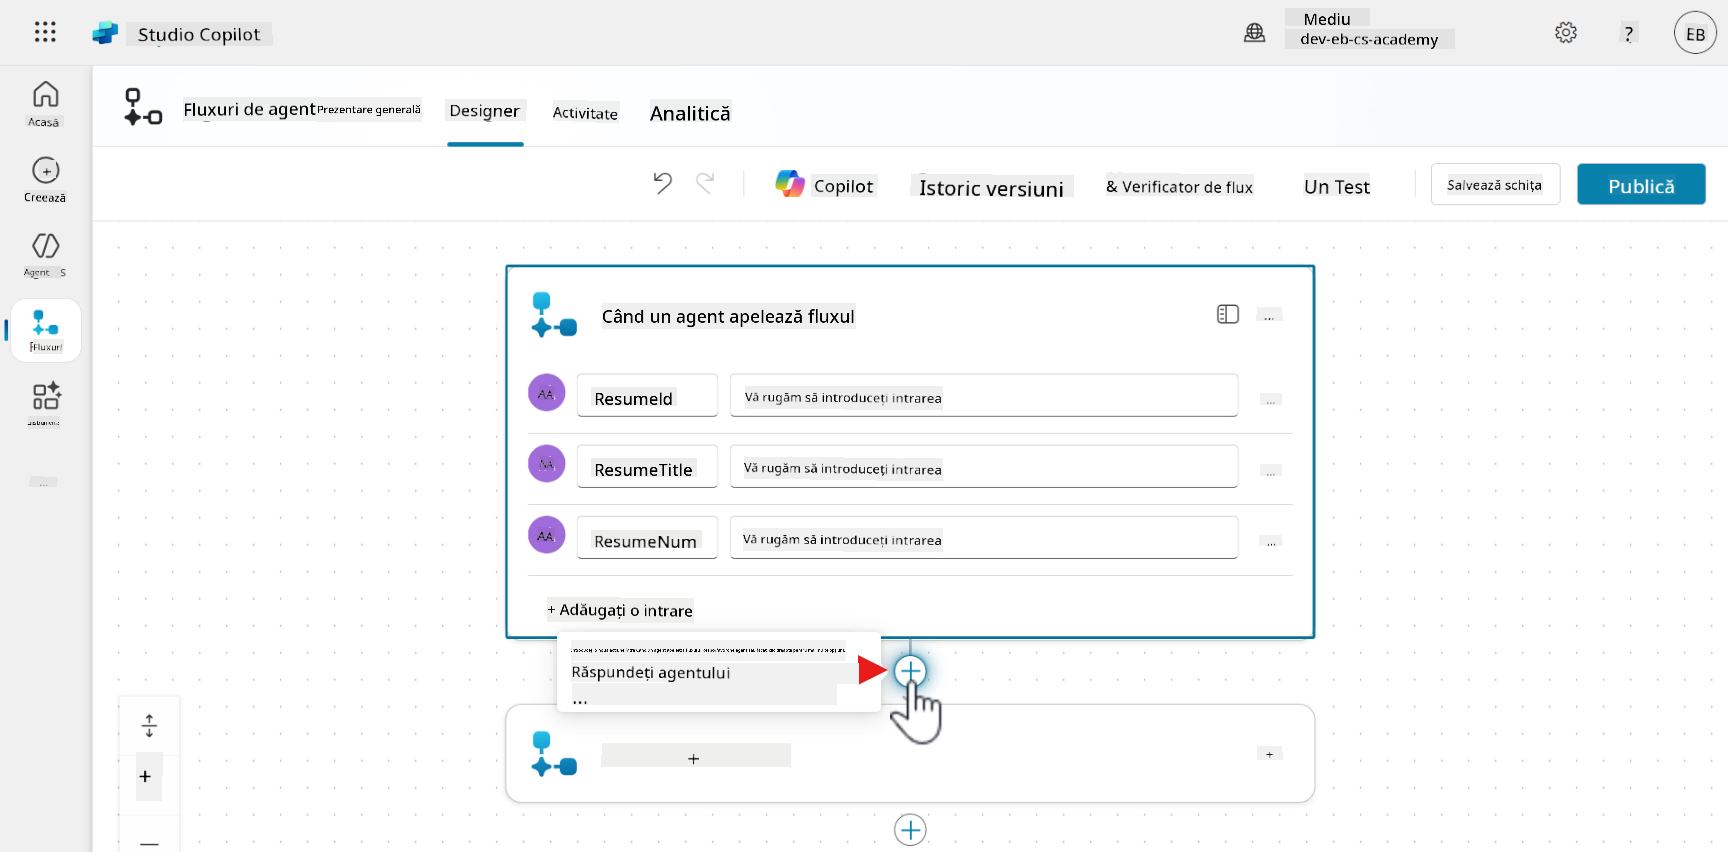 Studio Copilot
Mediu
dev-eb-cs-academy
?
EB
Acasă
Creează
Agent S
Fluxuri
...
Fluxuri de agent Prezentare generală
Designer
Activitate
Analitică
Copilot
Istoric versiuni
& Verificator de flux
Un Test
Salvează schița
Publică
Când un agent apelează fluxul
...
AA
ResumeId
Vă rugăm să introduceți intrarea
...
AA
ResumeTitle
Vă rugăm să introduceți intrarea
...
AA
ResumeNum
Vă rugăm să introduceți intrarea
...
+ Adăugați o intrare
Răspundeți agentului
...
+
+